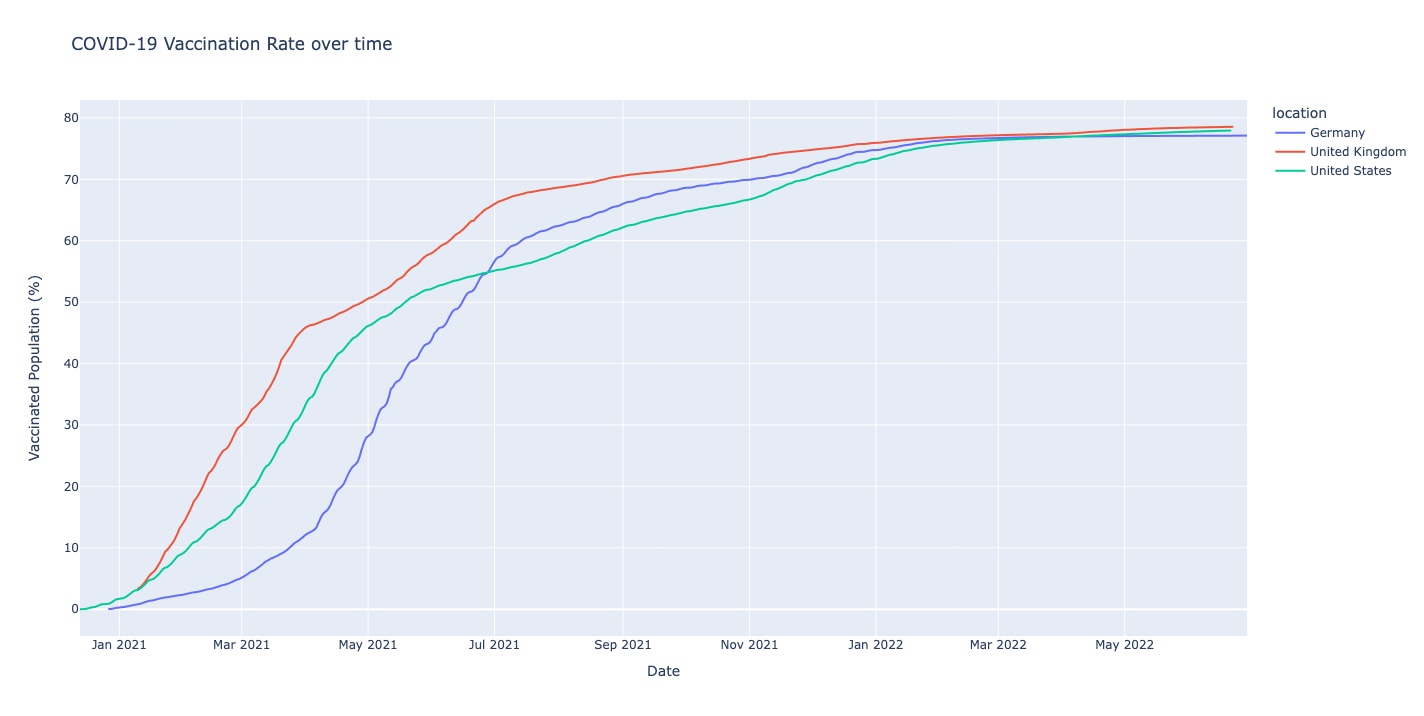 COVID-19 Vaccination Rate over time
location
Germany
United Kingdom
United States
Vaccinated Population (%)
80
70
60
50
40
30
20
10
0
Jan 2021 Mar 2021 May 2021 Jul 2021 Sep 2021 Nov 2021 Jan 2022 Mar 2022 May 2022
Date